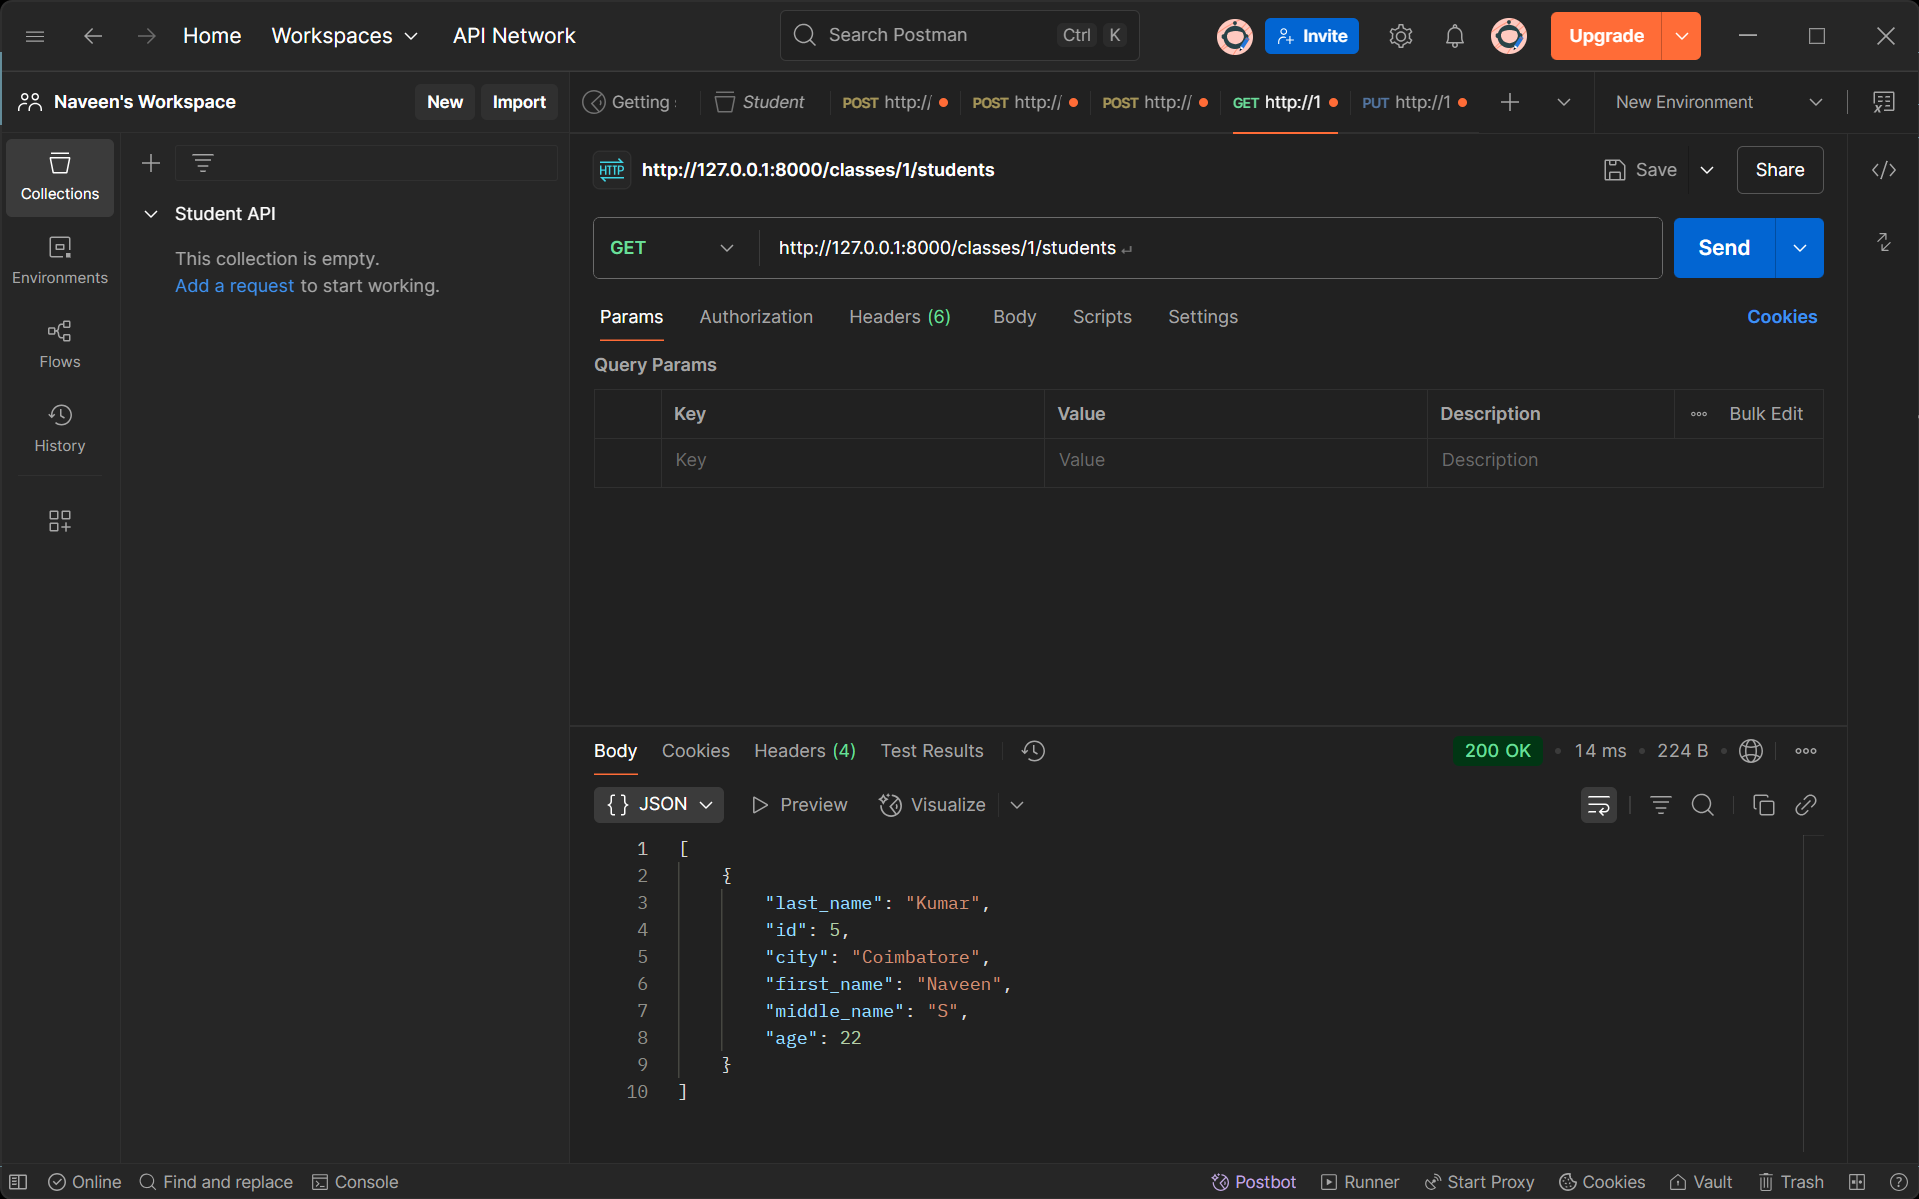 Home Workspaces API Network Search Postman Ctrl K Invite Upgrade
Naveen's Workspace New Import Getting Student POST http:// POST http:// POST http:// GET http://1 PUT http://1 New Environment
HTTP http://127.0.0.1:8000/classes/1/students Save Share
Collections
Student API
This collection is empty.
Add a request to start working.
Environments
Flows
History
GET http://127.0.0.1:8000/classes/1/students Send
Params Authorization Headers (6) Body Scripts Settings Cookies
Query Params
Key Value Description Bulk Edit
Key Value Description
Body Cookies Headers (4) Test Results 200 OK 14 ms 224 B
{} JSON Preview Visualize
1 [
2 {
3 "last_name": "Kumar",
4 "id": 5,
5 "city": "Coimbatore",
6 "first_name": "Naveen",
7 "middle_name": "S",
8 "age": 22
9 }
10 ]
Online Find and replace Console Postbot Runner Start Proxy Cookies Vault Trash